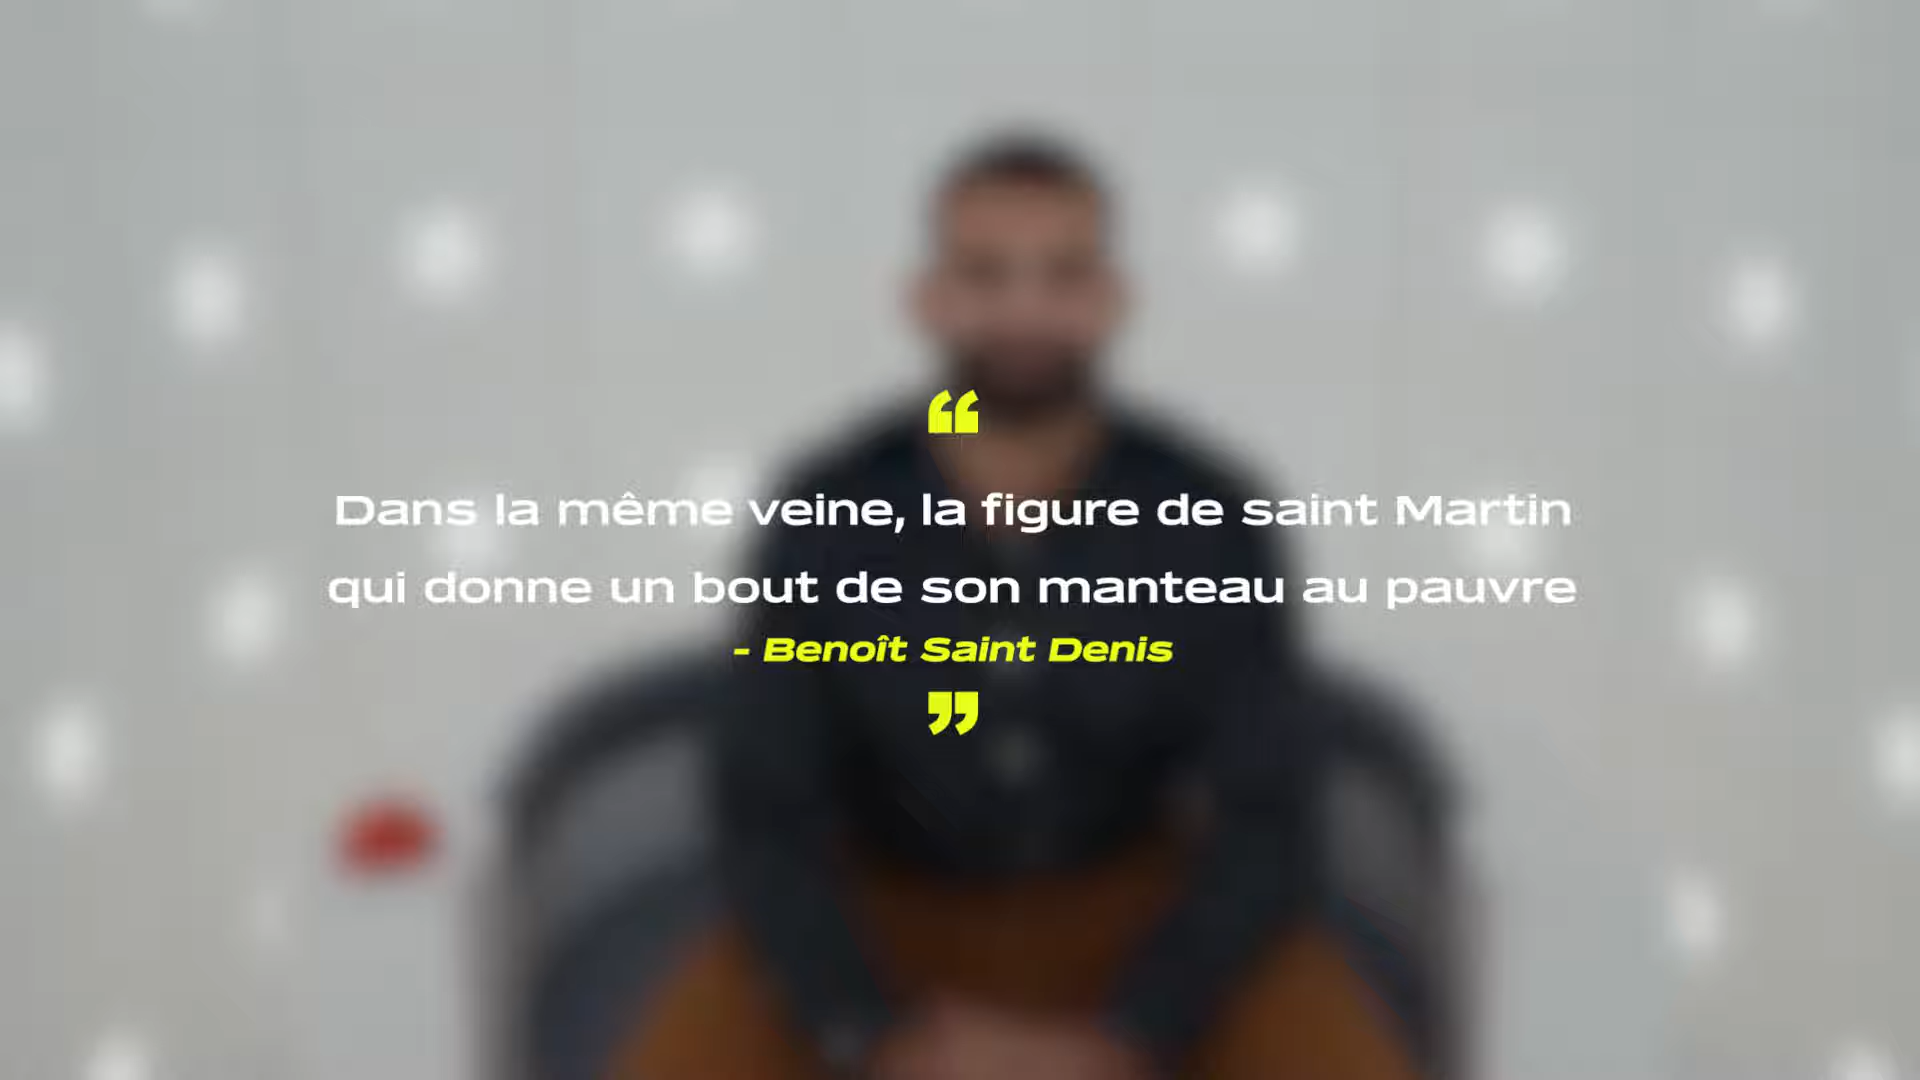 “
Dans la même veine, la figure de saint Martin
qui donne un bout de son manteau au pauvre
- Benoît Saint Denis
”